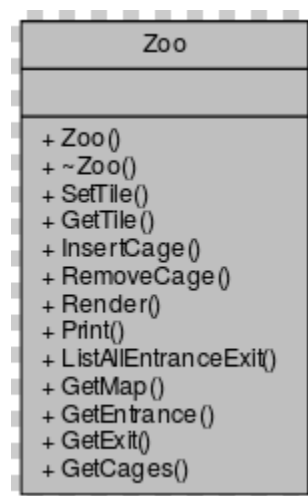 Zoo
+ Zoo()
+ ~Zoo()
+ SetTile()
+ GetTile()
+ InsertCage()
+ RemoveCage()
+ Render()
+ Print()
+ ListAllEntranceExit()
+ GetMap()
+ GetEntrance()
+ GetExit()
+ GetCages()